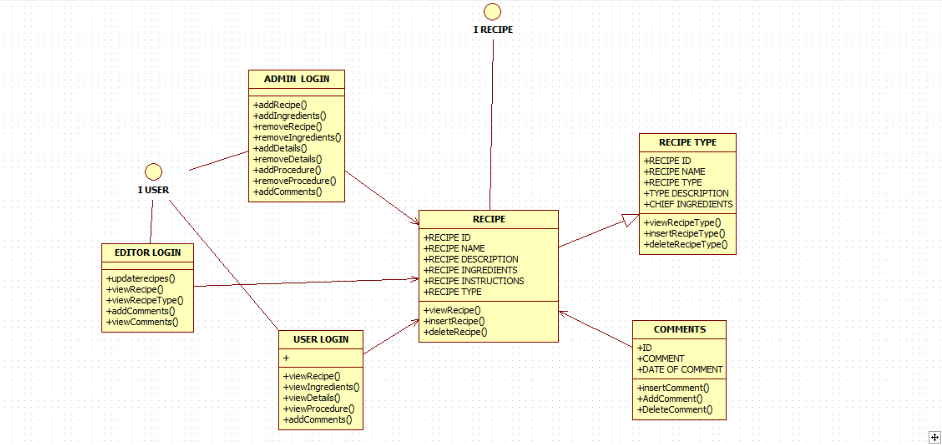 I RECIPE
ADMIN LOGIN
+addRecipe()
+addIngredients()
+removeRecipe()
+removeIngredients()
+addDetails()
+removeDetails()
+addProcedure()
+removeProcedure()
+addComments()
I USER
EDITOR LOGIN
+updaterecipes()
+viewRecipe()
+viewRecipeType()
+addComments()
+viewComments()
USER LOGIN
+
+viewRecipe()
+viewIngredients()
+viewDetails()
+viewProcedure()
+addComments()
RECIPE
+RECIPE ID
+RECIPE NAME
+RECIPE DESCRIPTION
+RECIPE INGREDIENTS
+RECIPE INSTRUCTIONS
+RECIPE TYPE
+viewRecipe()
+insertRecipe()
+deleteRecipe()
RECIPE TYPE
+RECIPE ID
+RECIPE NAME
+RECIPE TYPE
+TYPE DESCRIPTION
+CHIEF INGREDIENTS
+viewRecipeType()
+insertRecipeType()
+deleteRecipeType()
COMMENTS
+ID
+COMMENT
+DATE OF COMMENT
+insertComment()
+AddComment()
+DeleteComment()